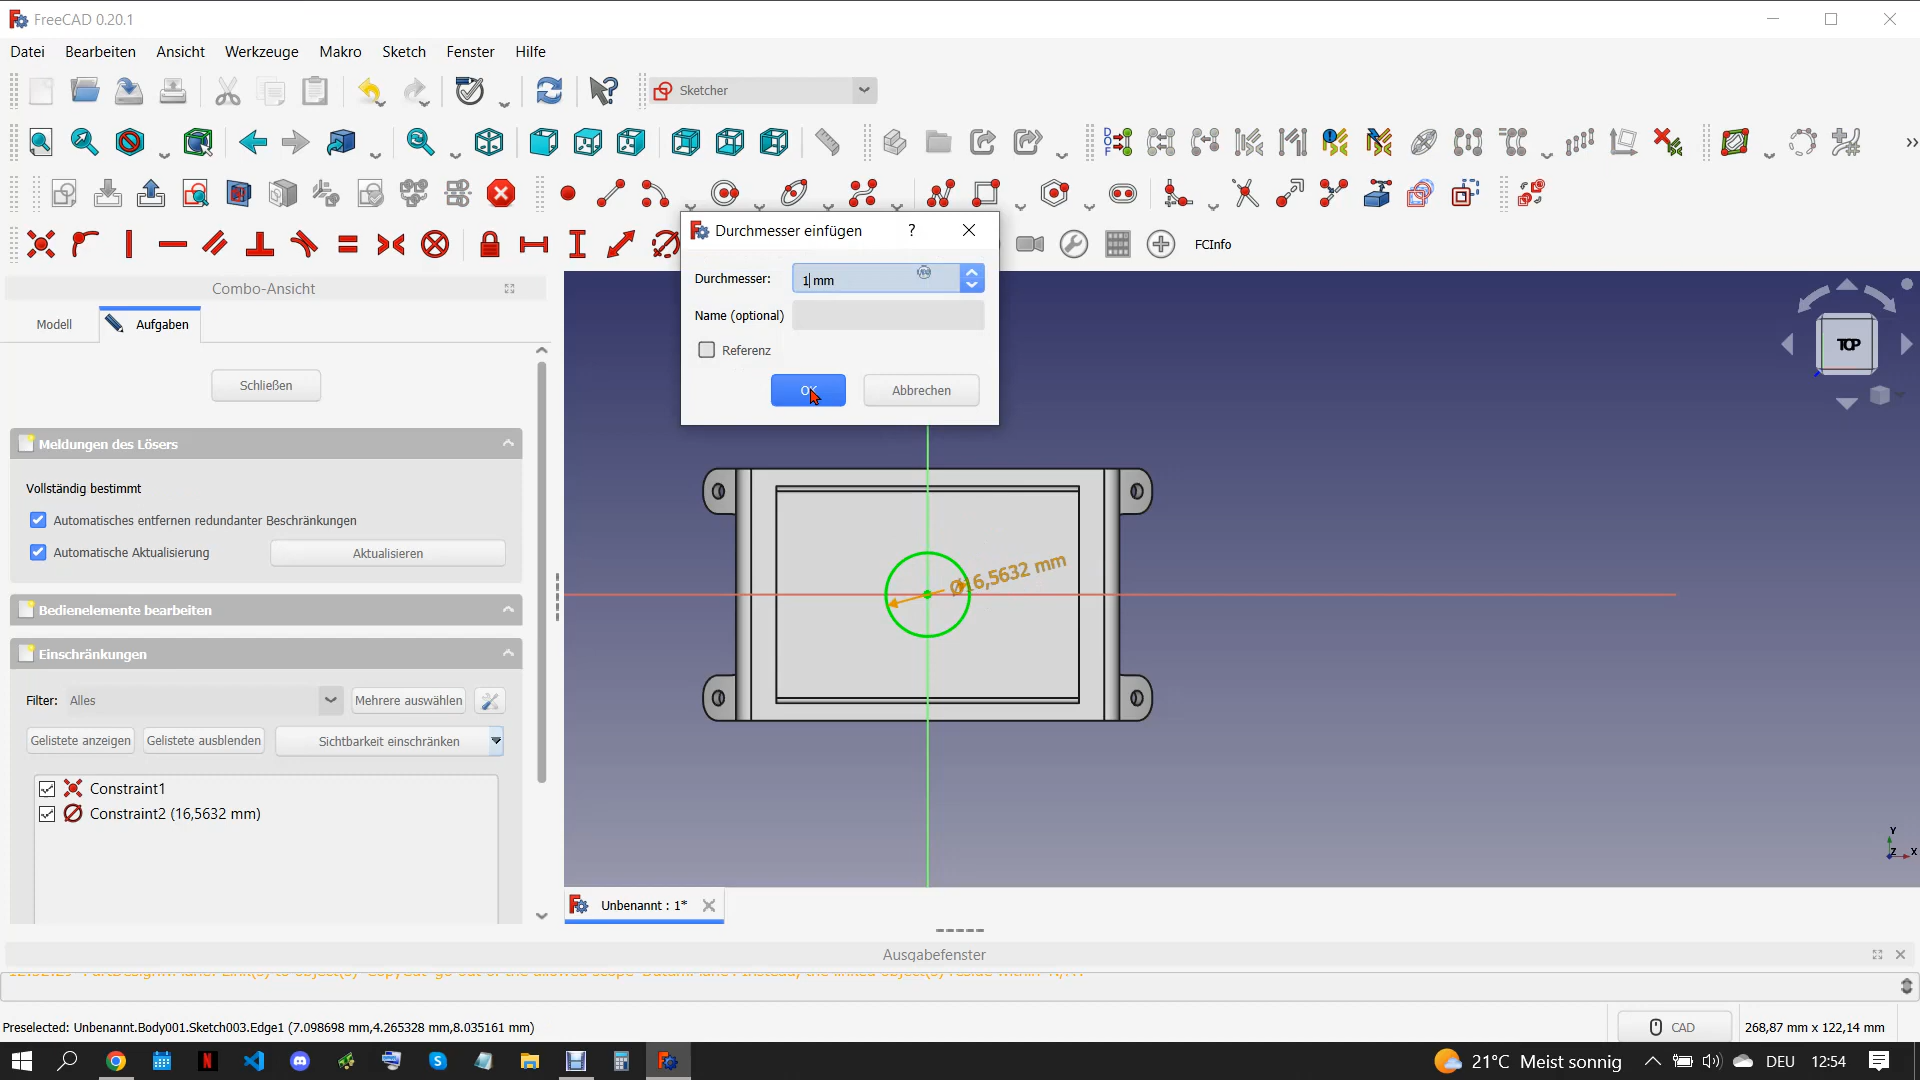 FreeCAD 0.20.1
Datei Bearbeiten Ansicht Werkzeuge Makro Sketch Fenster Hilfe
Sketcher
DOF
FCInfo
Durchmesser einfügen ?
Durchmesser: 1 mm
Name (optional)
Referenz
OK Abbrechen
Combo-Ansicht
Modell Aufgaben
Schließen
Meldungen des Lösers
Vollständig bestimmt
Automatisches entfernen redundanter Beschränkungen
Automatische Aktualisierung Aktualisieren
Bedienelemente bearbeiten
Einschränkungen
Filter: Alles Mehrere auswählen
Gelistete anzeigen Gelistete ausblenden Sichtbarkeit einschränken
Constraint1
Constraint2 (16,5632 mm)
TOP
Ø16,5632 mm
Y
Z X
Unbenannt : 1*
Ausgabefenster
Preselected: Unbenannt.Body001.Sketch003.Edge1 (7.098698 mm,4.265328 mm,8.035161 mm)
CAD 268,87 mm x 122,14 mm
21°C Meist sonnig DEU 12:54